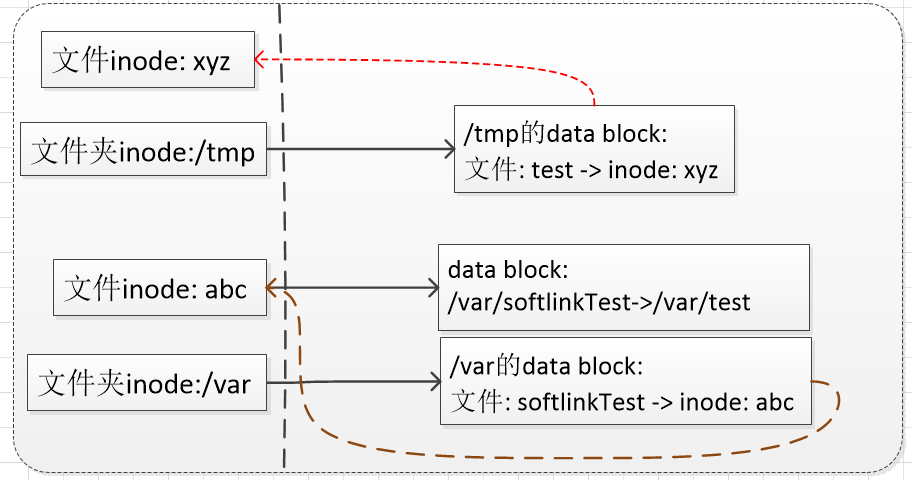 文件inode: xyz
文件夹inode:/tmp
/tmp的data block:
文件: test -> inode: xyz
文件inode: abc
data block:
/var/softlinkTest->/var/test
文件夹inode:/var
/var的data block:
文件: softlinkTest -> inode: abc